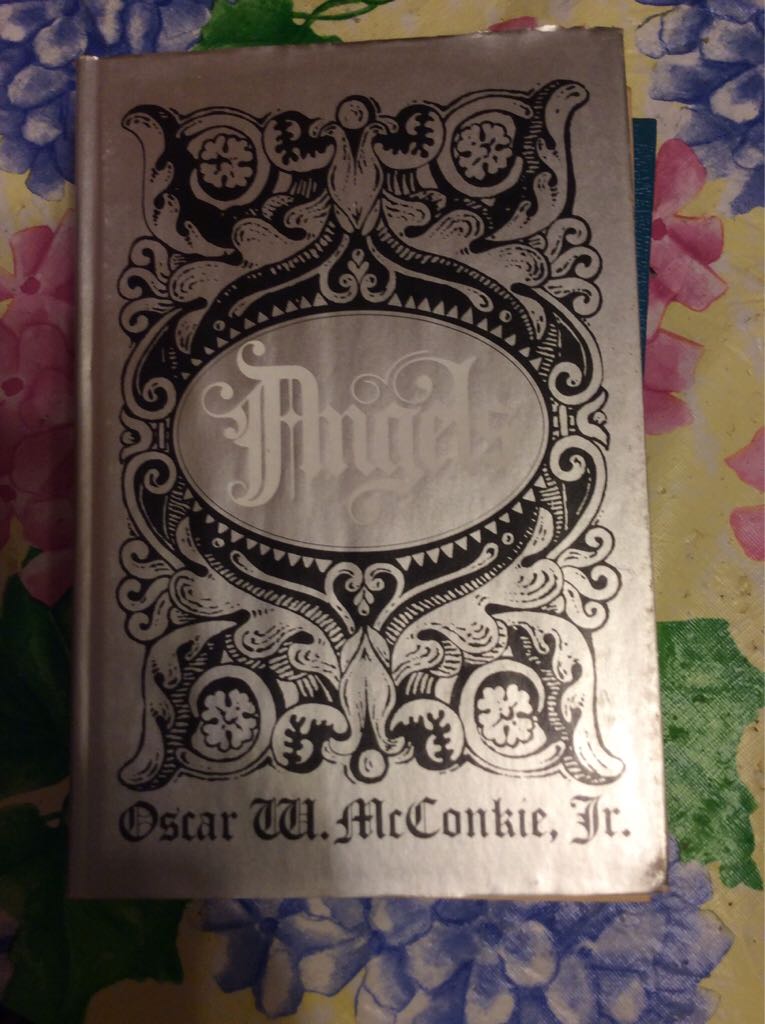 Angels
Oscar W. McConkie, Jr.